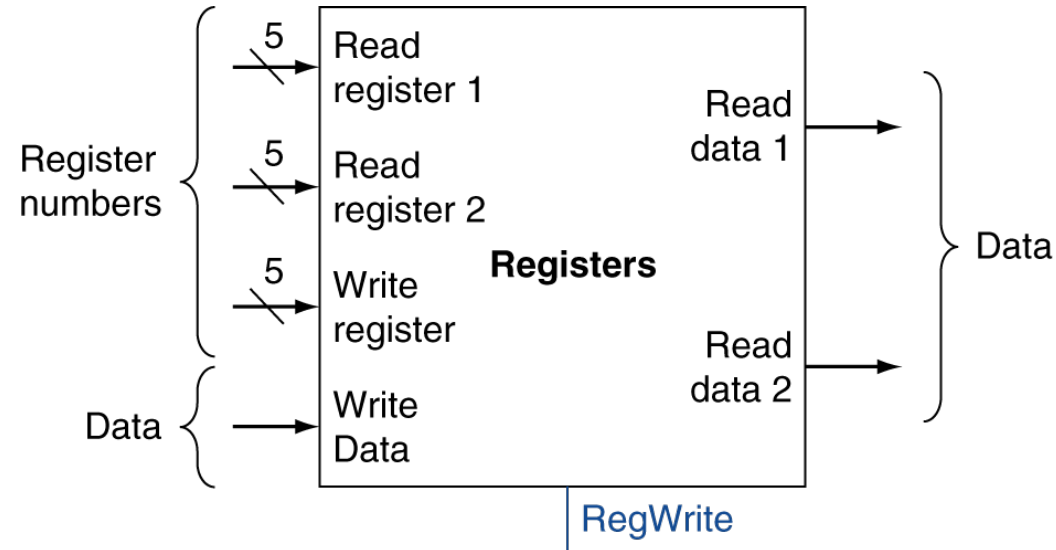 Register
numbers
Data
5
Read
register 1
5
Read
register 2
5
Write
register
Write
Data
Registers
Read
data 1
Read
data 2
Data
RegWrite